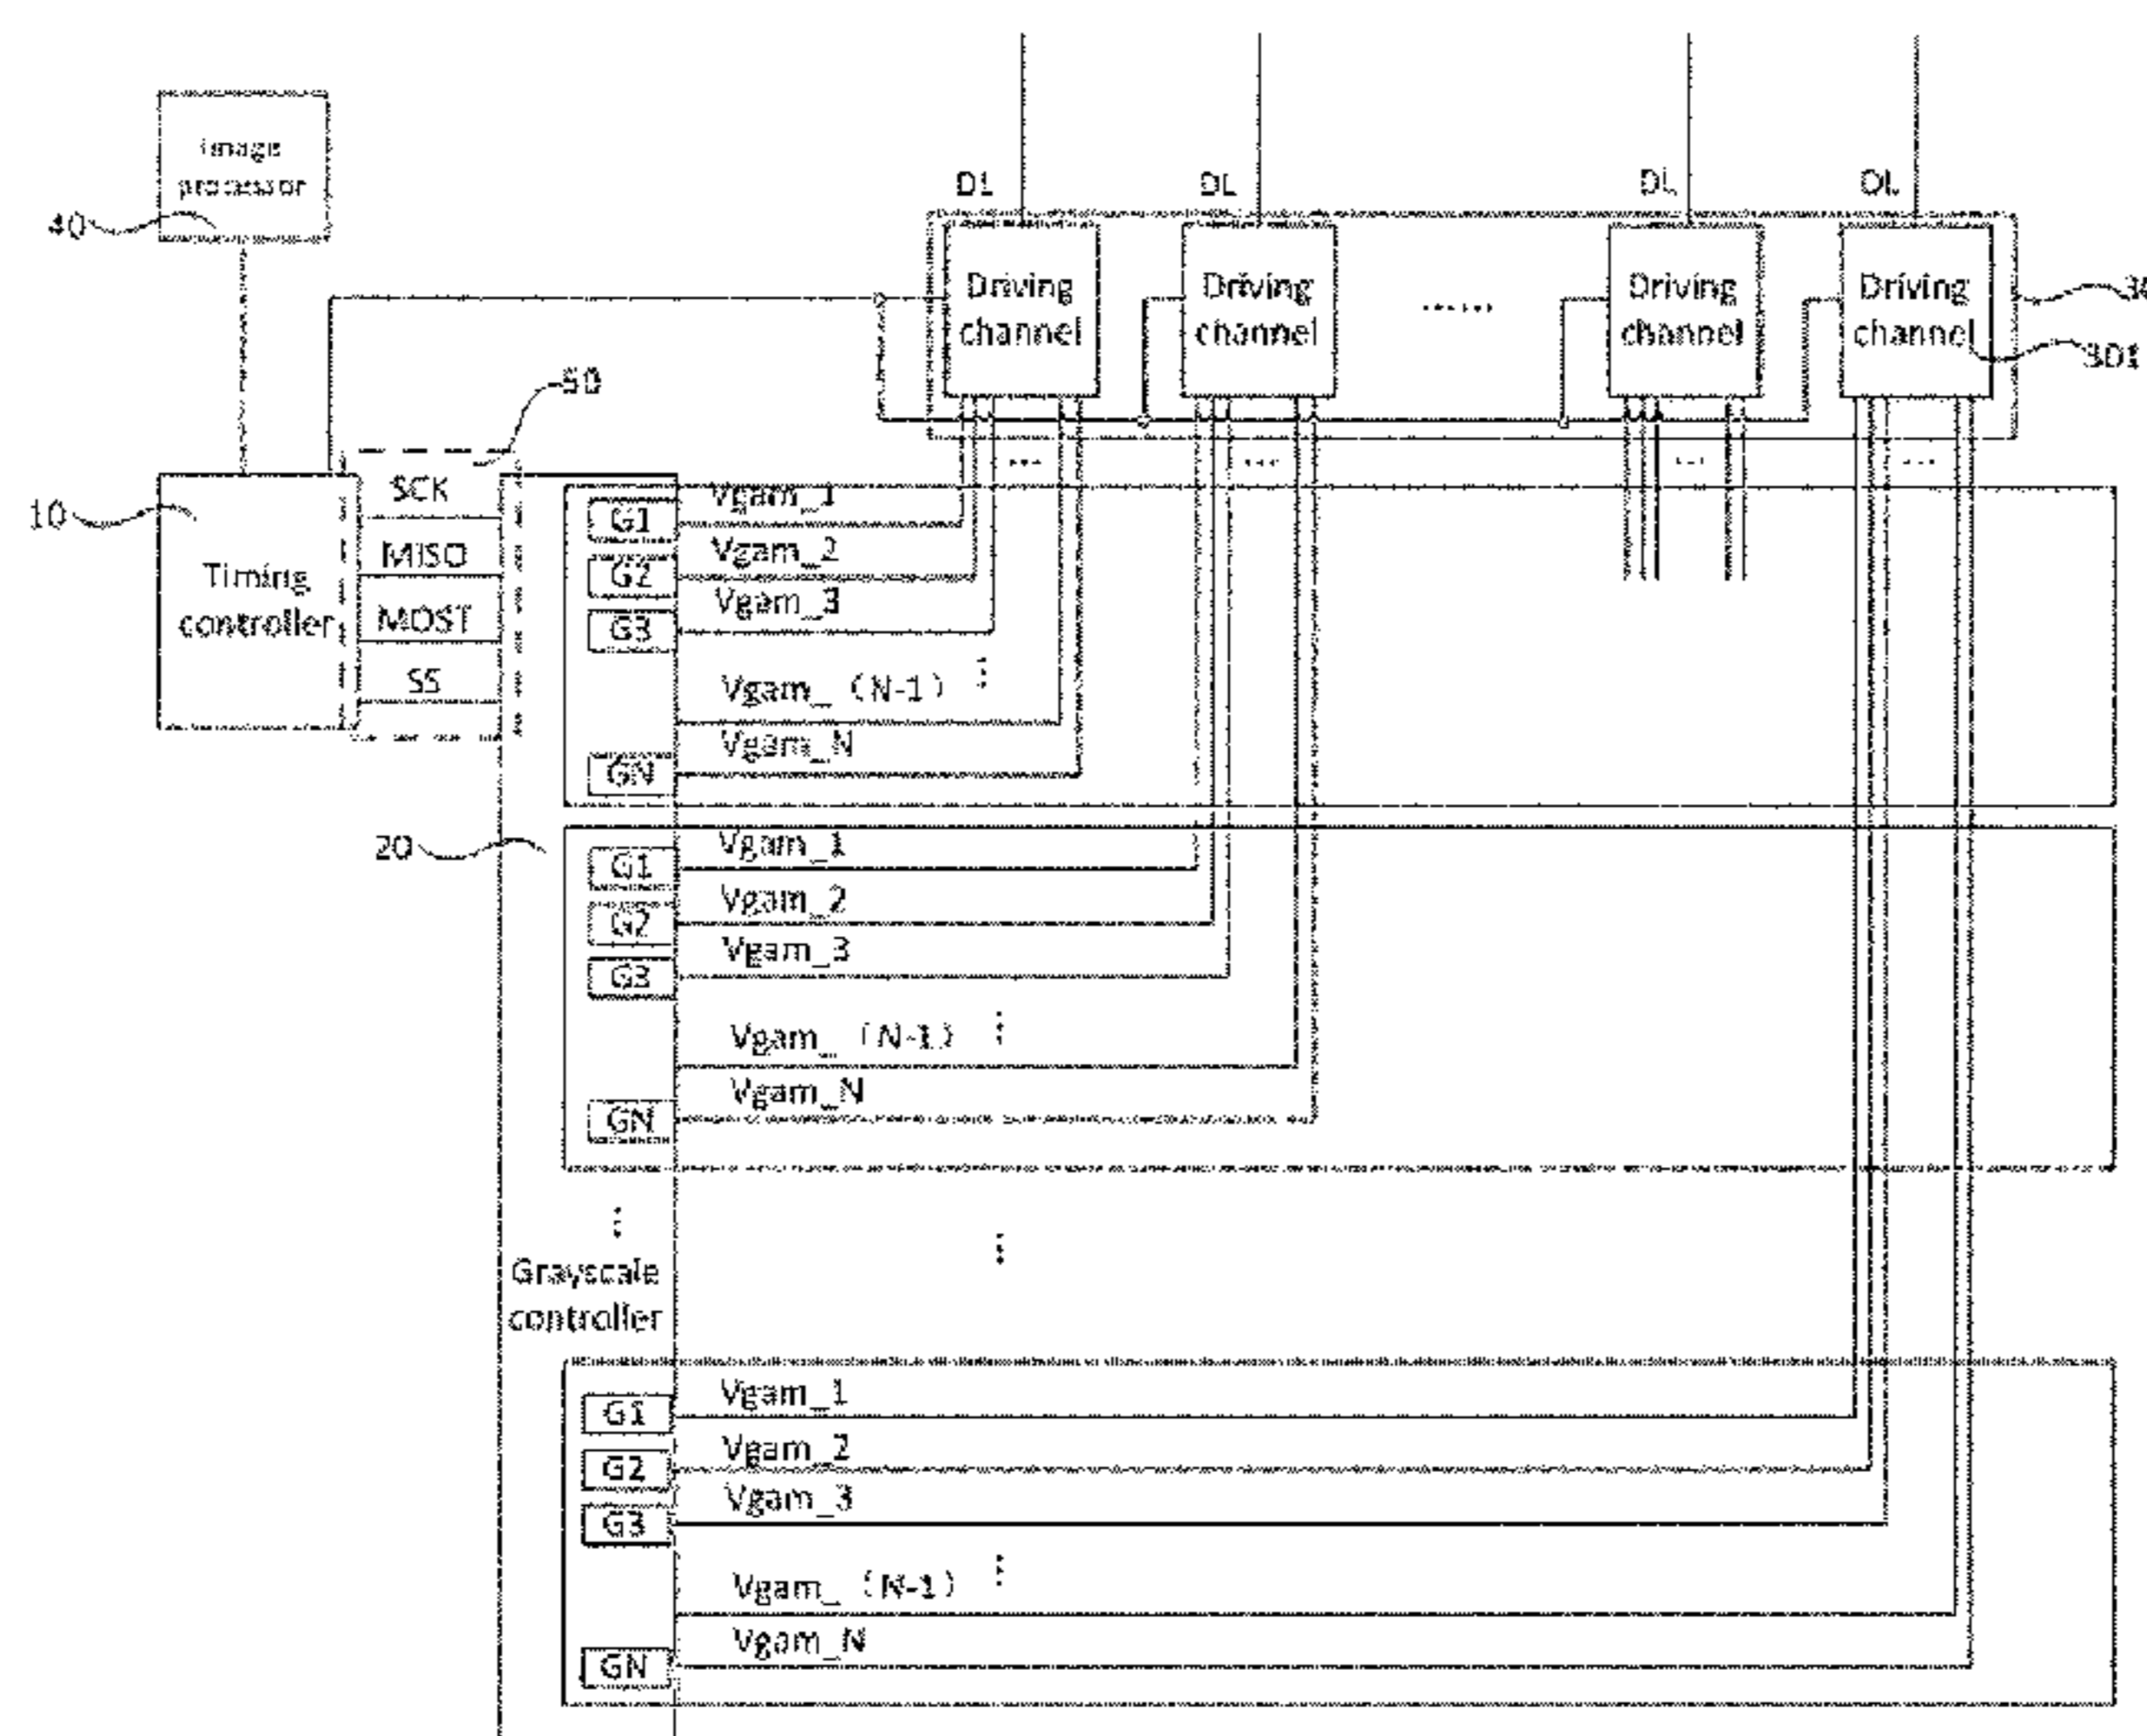 Image
processor
40
DL
DL
DL
DL
Driving
channel
Driving
channel
......
Driving
channel
Driving
channel
301
50
10
Timing
controller
SCK
MISO
MOST
SS
G1
Vgam_1
G2
Vgam_2
G3
Vgam_3
Vgam_（N-1）
GN
Vgam_N
20
G1
Vgam_1
G2
Vgam_2
G3
Vgam_3
Vgam_（N-1）
GN
Vgam_N
Grayscale
controller
G1
Vgam_1
G2
Vgam_2
G3
Vgam_3
Vgam_（N-1）
GN
Vgam_N